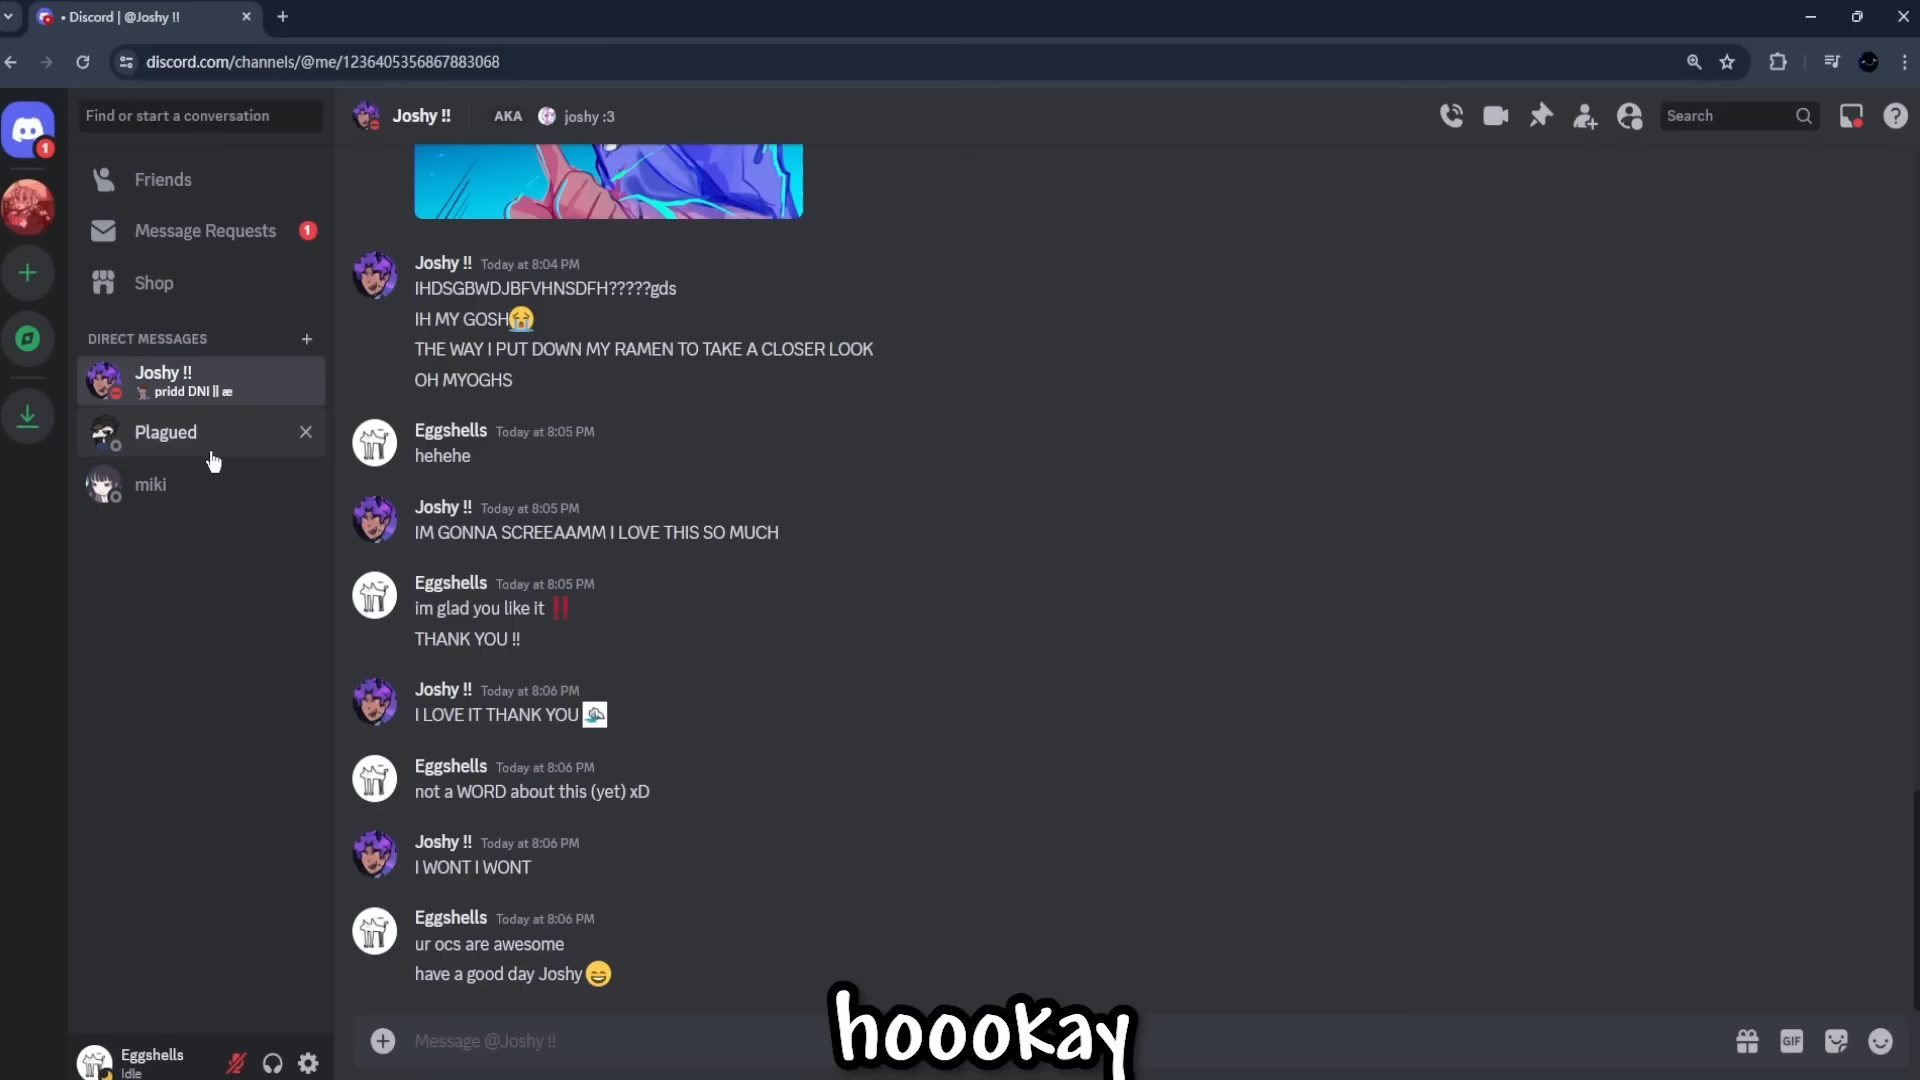 • Discord | @Joshy !!
discord.com/channels/@me/1236405356867883068
Find or start a conversation
Joshy !!
AKA
joshy :3
Search
1
Friends
Message Requests
1
Shop
DIRECT MESSAGES
Joshy !!
pridd DNI || æ
Plagued
miki
Joshy !! Today at 8:04 PM
IHDSGBWDJBFVHNSDFH?????gds
IH MY GOSH😭
THE WAY I PUT DOWN MY RAMEN TO TAKE A CLOSER LOOK
OH MYOGHS
Eggshells Today at 8:05 PM
hehehe
Joshy !! Today at 8:05 PM
IM GONNA SCREEAAMM I LOVE THIS SO MUCH
Eggshells Today at 8:05 PM
im glad you like it ‼️
THANK YOU !!
Joshy !! Today at 8:06 PM
I LOVE IT THANK YOU
Eggshells Today at 8:06 PM
not a WORD about this (yet) xD
Joshy !! Today at 8:06 PM
I WONT I WONT
Eggshells Today at 8:06 PM
ur ocs are awesome
have a good day Joshy 😄
hoookay
Message @Joshy !!
GIF
Eggshells
Idle